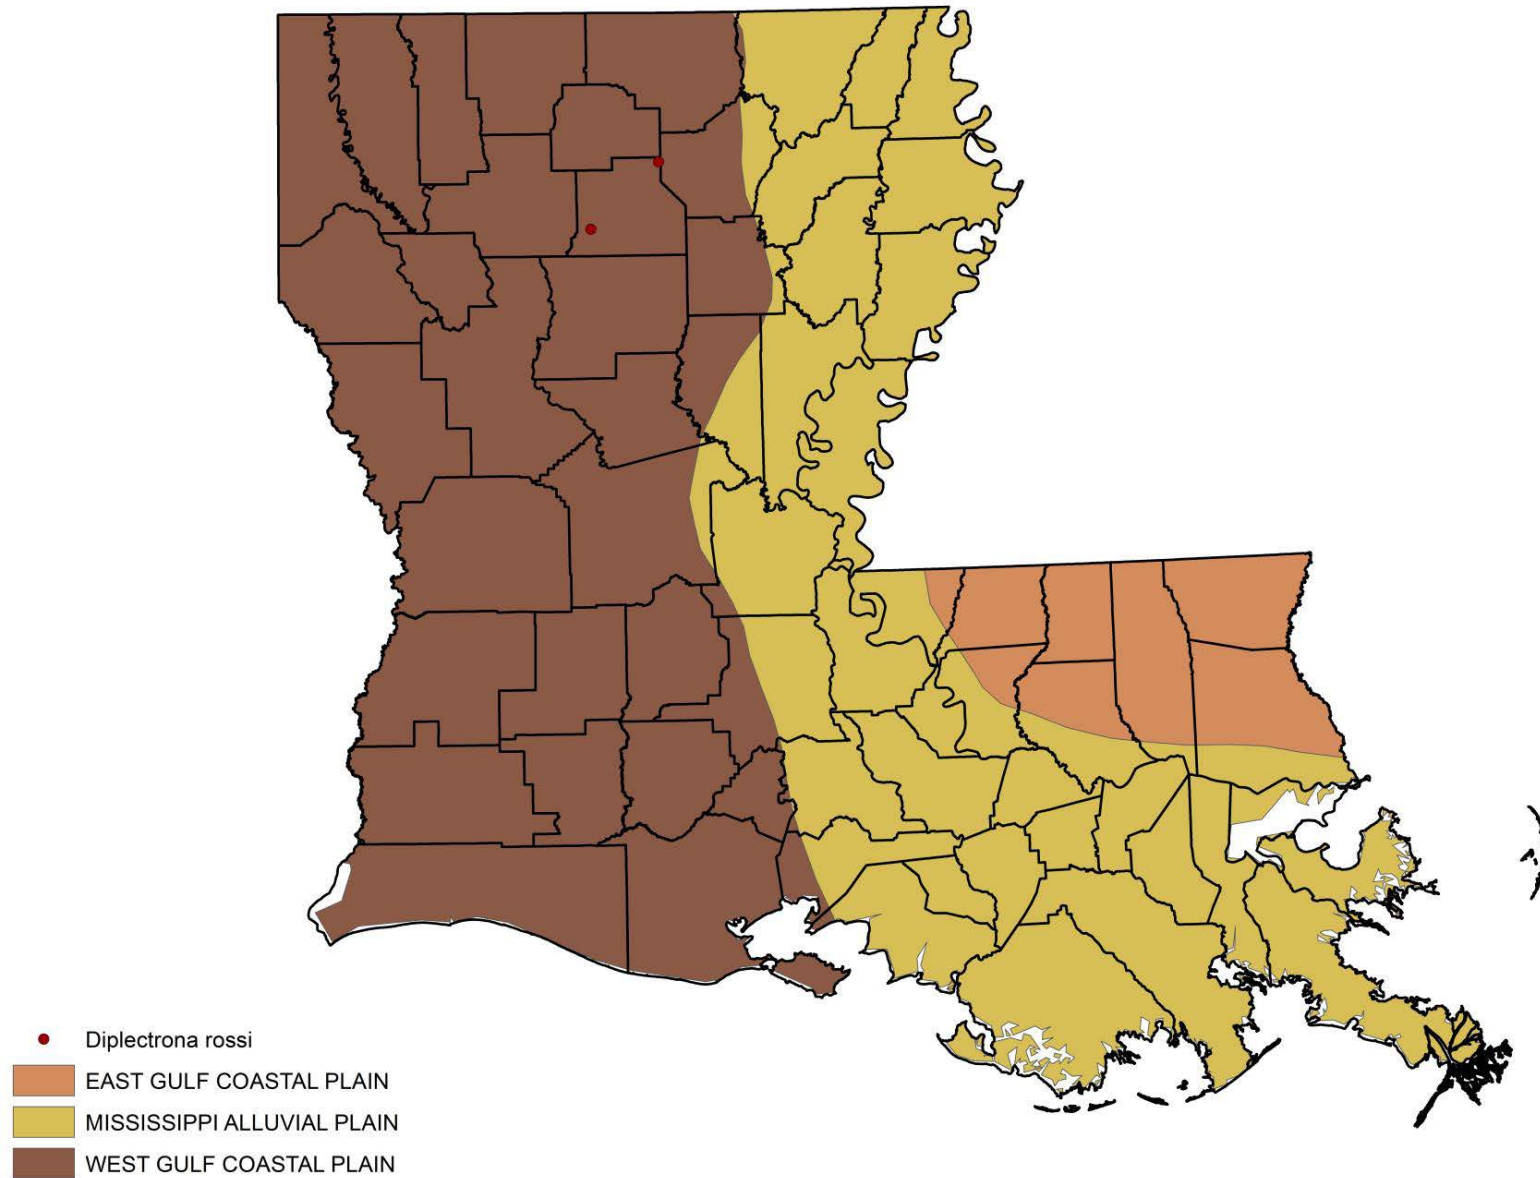 Diplectrona rossi
EAST GULF COASTAL PLAIN
MISSISSIPPI ALLUVIAL PLAIN
WEST GULF COASTAL PLAIN